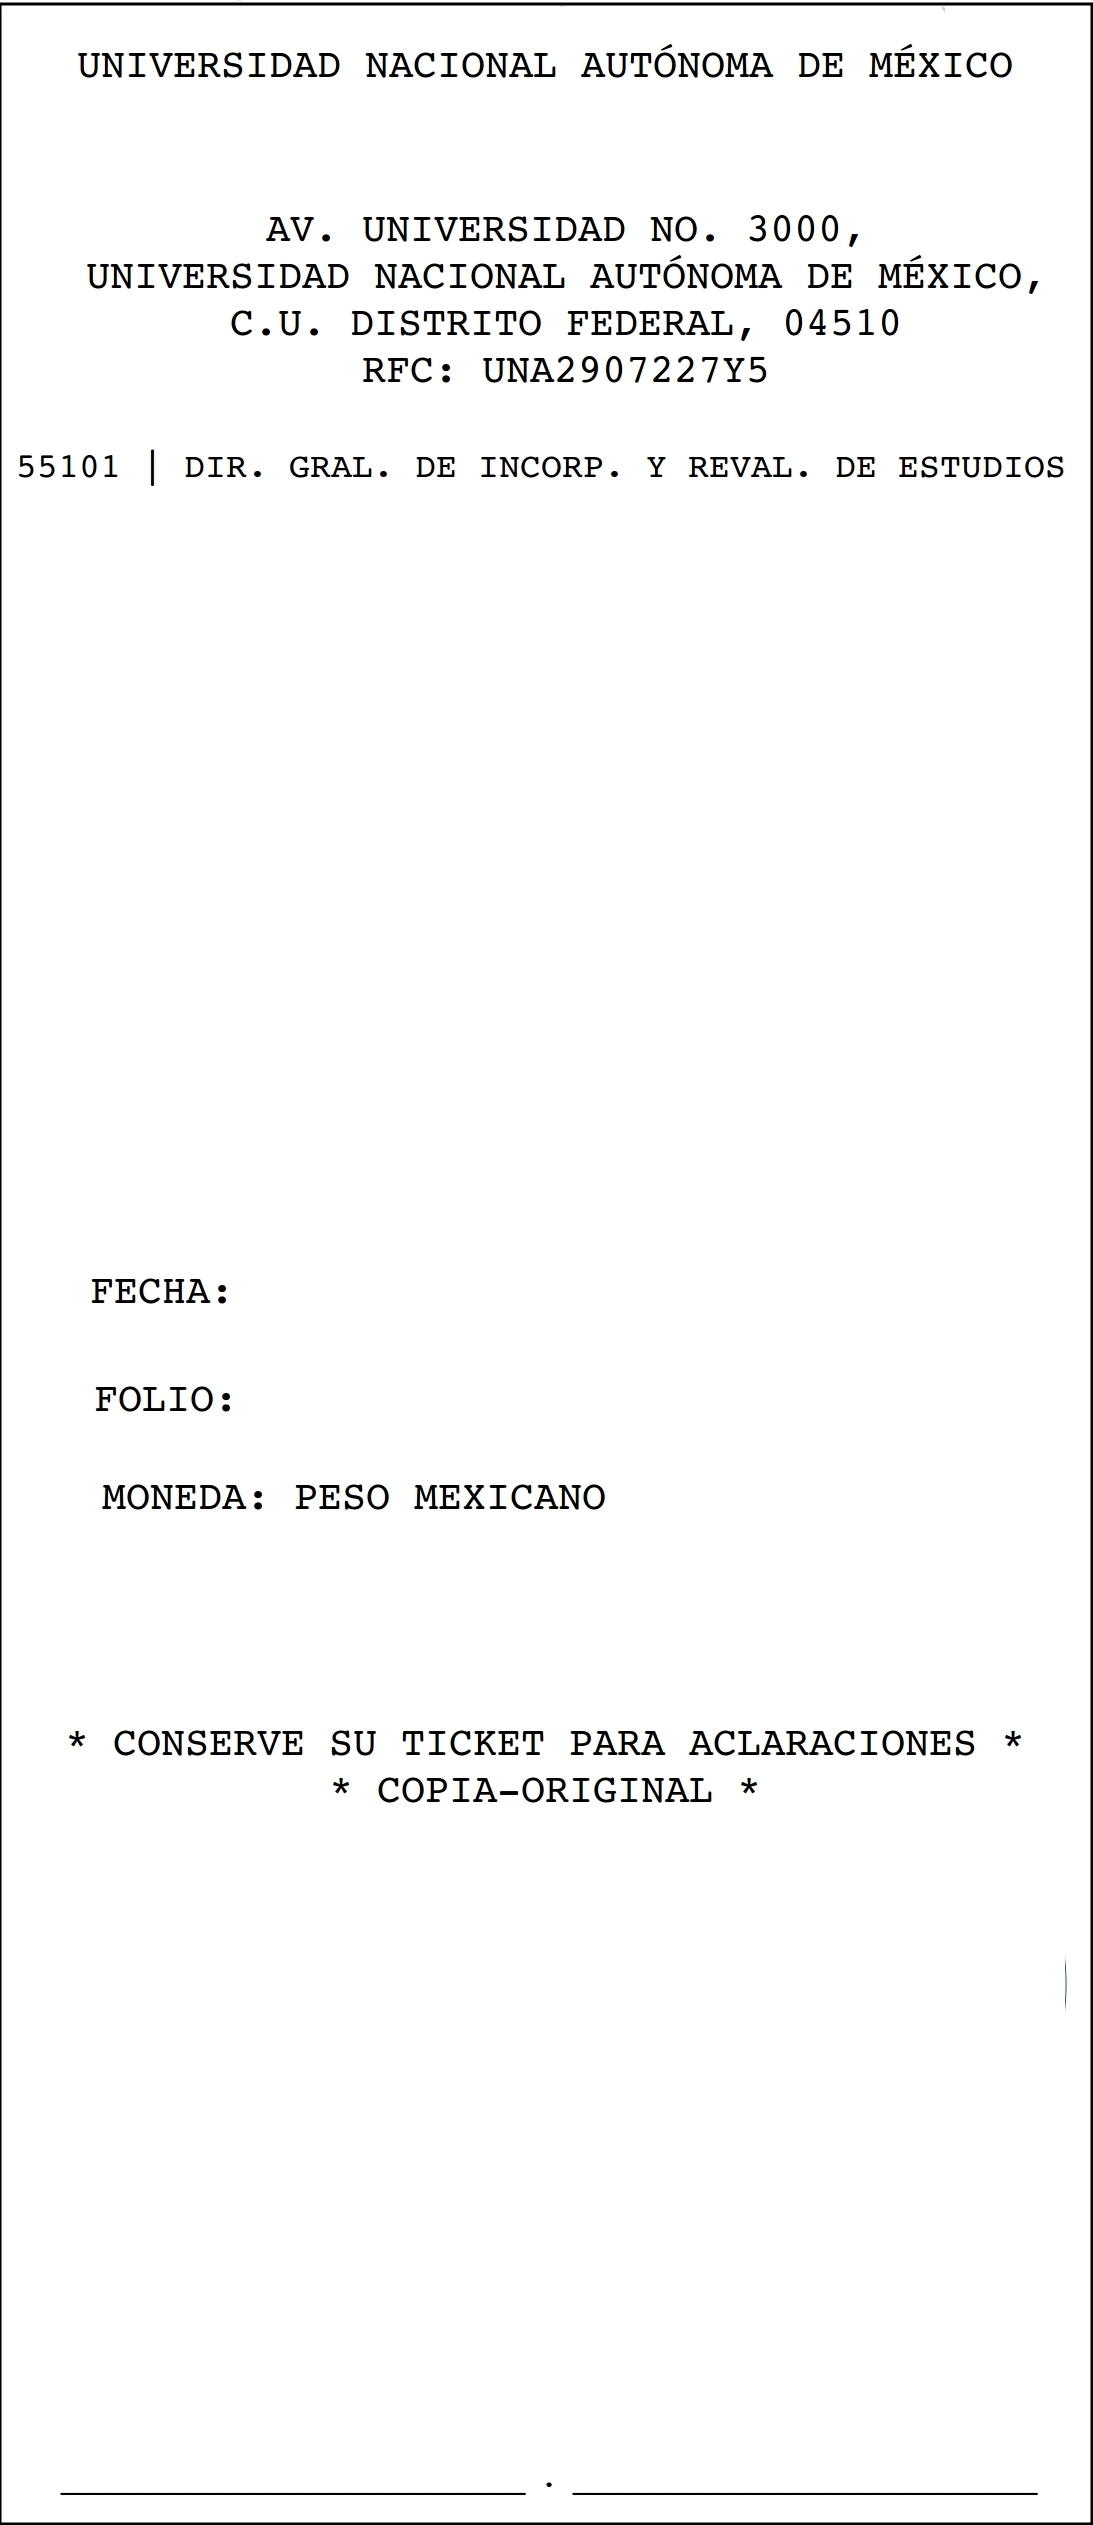 UNIVERSIDAD NACIONAL AUTÓNOMA DE MÉXICO
AV. UNIVERSIDAD NO. 3000,
UNIVERSIDAD NACIONAL AUTÓNOMA DE MÉXICO,
C.U. DISTRITO FEDERAL, 04510
RFC: UNA2907227Y5
55101 | DIR. GRAL. DE INCORP. Y REVAL. DE ESTUDIOS
FECHA:
FOLIO:
MONEDA: PESO MEXICANO
* CONSERVE SU TICKET PARA ACLARACIONES *
* COPIA-ORIGINAL *